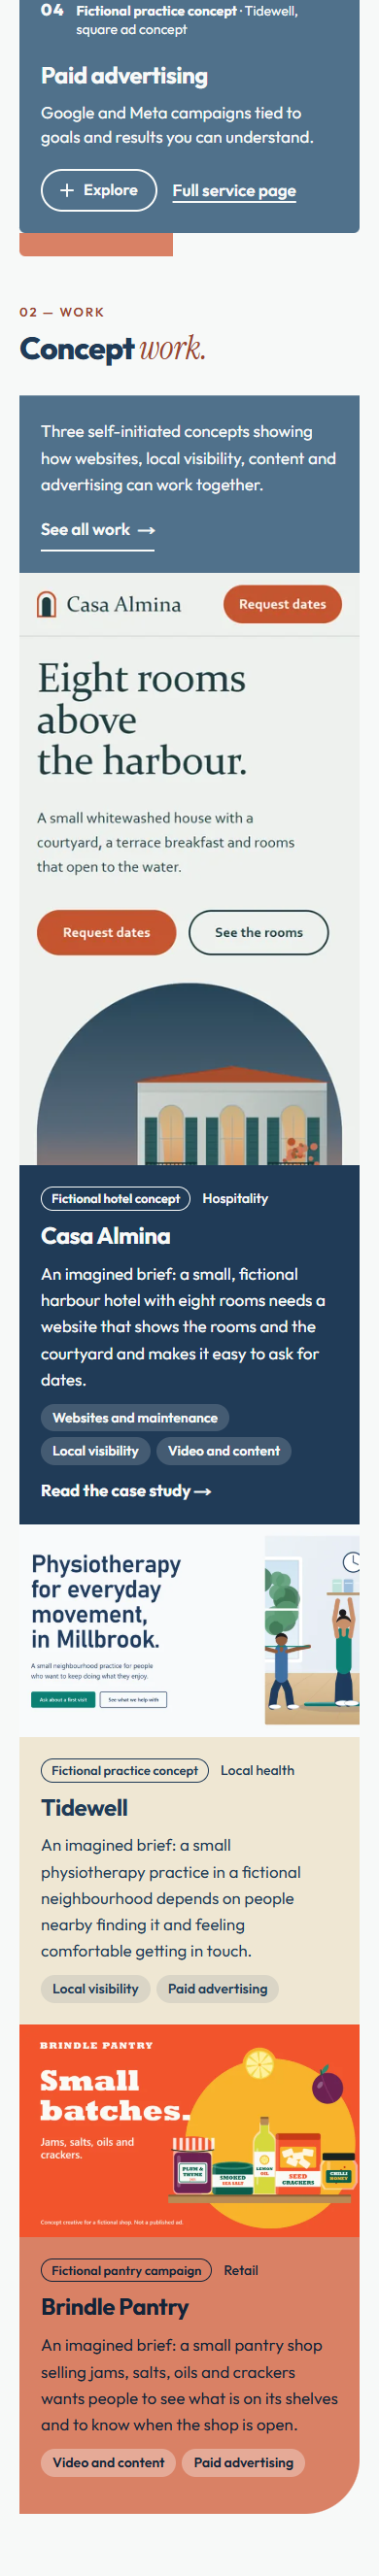 04 Fictional practice concept · Tidewell,
square ad concept
Paid advertising
Google and Meta campaigns tied to
goals and results you can understand.
+ Explore Full service page
02 — WORK
Concept work.
Three self-initiated concepts showing
how websites, local visibility, content and
advertising can work together.
See all work →
Casa Almina Request dates
Eight rooms
above
the harbour.
A small whitewashed house with a
courtyard, a terrace breakfast and rooms
that open to the water.
Request dates See the rooms
Fictional hotel concept Hospitality
Casa Almina
An imagined brief: a small, fictional
harbour hotel with eight rooms needs a
website that shows the rooms and the
courtyard and makes it easy to ask for
dates.
Websites and maintenance
Local visibility Video and content
Read the case study →
Physiotherapy
for everyday
movement,
in Millbrook.
A small neighbourhood practice for people
who want to keep doing what they enjoy.
Ask about a first visit See what we help with
Fictional practice concept Local health
Tidewell
An imagined brief: a small
physiotherapy practice in a fictional
neighbourhood depends on people
nearby finding it and feeling
comfortable getting in touch.
Local visibility Paid advertising
BRINDLE PANTRY
Small
batches.
Jams, salts, oils and
crackers.
PLUM &
THYME
SMOKED
SEA SALT
LEMON
OIL
SEED
CRACKERS
CHILLI
HONEY
Concept creative for a fictional shop. Not a published ad.
Fictional pantry campaign Retail
Brindle Pantry
An imagined brief: a small pantry shop
selling jams, salts, oils and crackers
wants people to see what is on its shelves
and to know when the shop is open.
Video and content Paid advertising